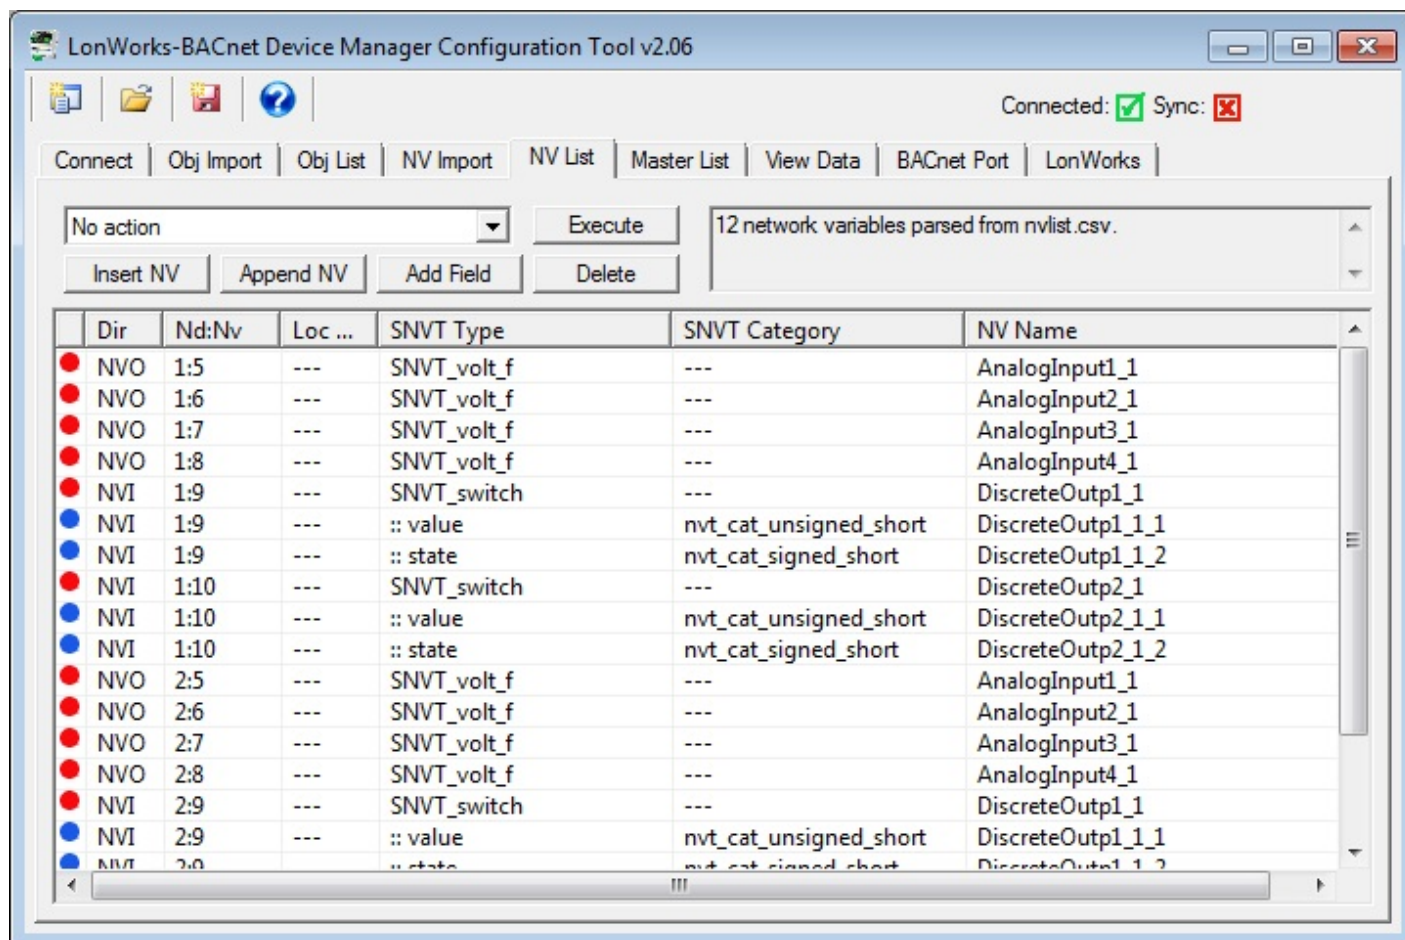 LonWorks-BACnet Device Manager Configuration Tool v2.06
Connected: Sync:
Connect Obj Import Obj List NV Import NV List Master List View Data BACnet Port LonWorks
No action Execute 12 network variables parsed from nvlist.csv.
Insert NV Append NV Add Field Delete
Dir Nd:Nv Loc ... SNVT Type SNVT Category NV Name
NVO 1:5 --- SNVT_volt_f --- AnalogInput1_1
NVO 1:6 --- SNVT_volt_f --- AnalogInput2_1
NVO 1:7 --- SNVT_volt_f --- AnalogInput3_1
NVO 1:8 --- SNVT_volt_f --- AnalogInput4_1
NVI 1:9 --- SNVT_switch --- DiscreteOutp1_1
NVI 1:9 --- :: value nvt_cat_unsigned_short DiscreteOutp1_1_1
NVI 1:9 --- :: state nvt_cat_signed_short DiscreteOutp1_1_2
NVI 1:10 --- SNVT_switch --- DiscreteOutp2_1
NVI 1:10 --- :: value nvt_cat_unsigned_short DiscreteOutp2_1_1
NVI 1:10 --- :: state nvt_cat_signed_short DiscreteOutp2_1_2
NVO 2:5 --- SNVT_volt_f --- AnalogInput1_1
NVO 2:6 --- SNVT_volt_f --- AnalogInput2_1
NVO 2:7 --- SNVT_volt_f --- AnalogInput3_1
NVO 2:8 --- SNVT_volt_f --- AnalogInput4_1
NVI 2:9 --- SNVT_switch --- DiscreteOutp1_1
NVI 2:9 --- :: value nvt_cat_unsigned_short DiscreteOutp1_1_1
NVI 2:9 --- :: state nvt_cat_signed_short DiscreteOutp1_1_2